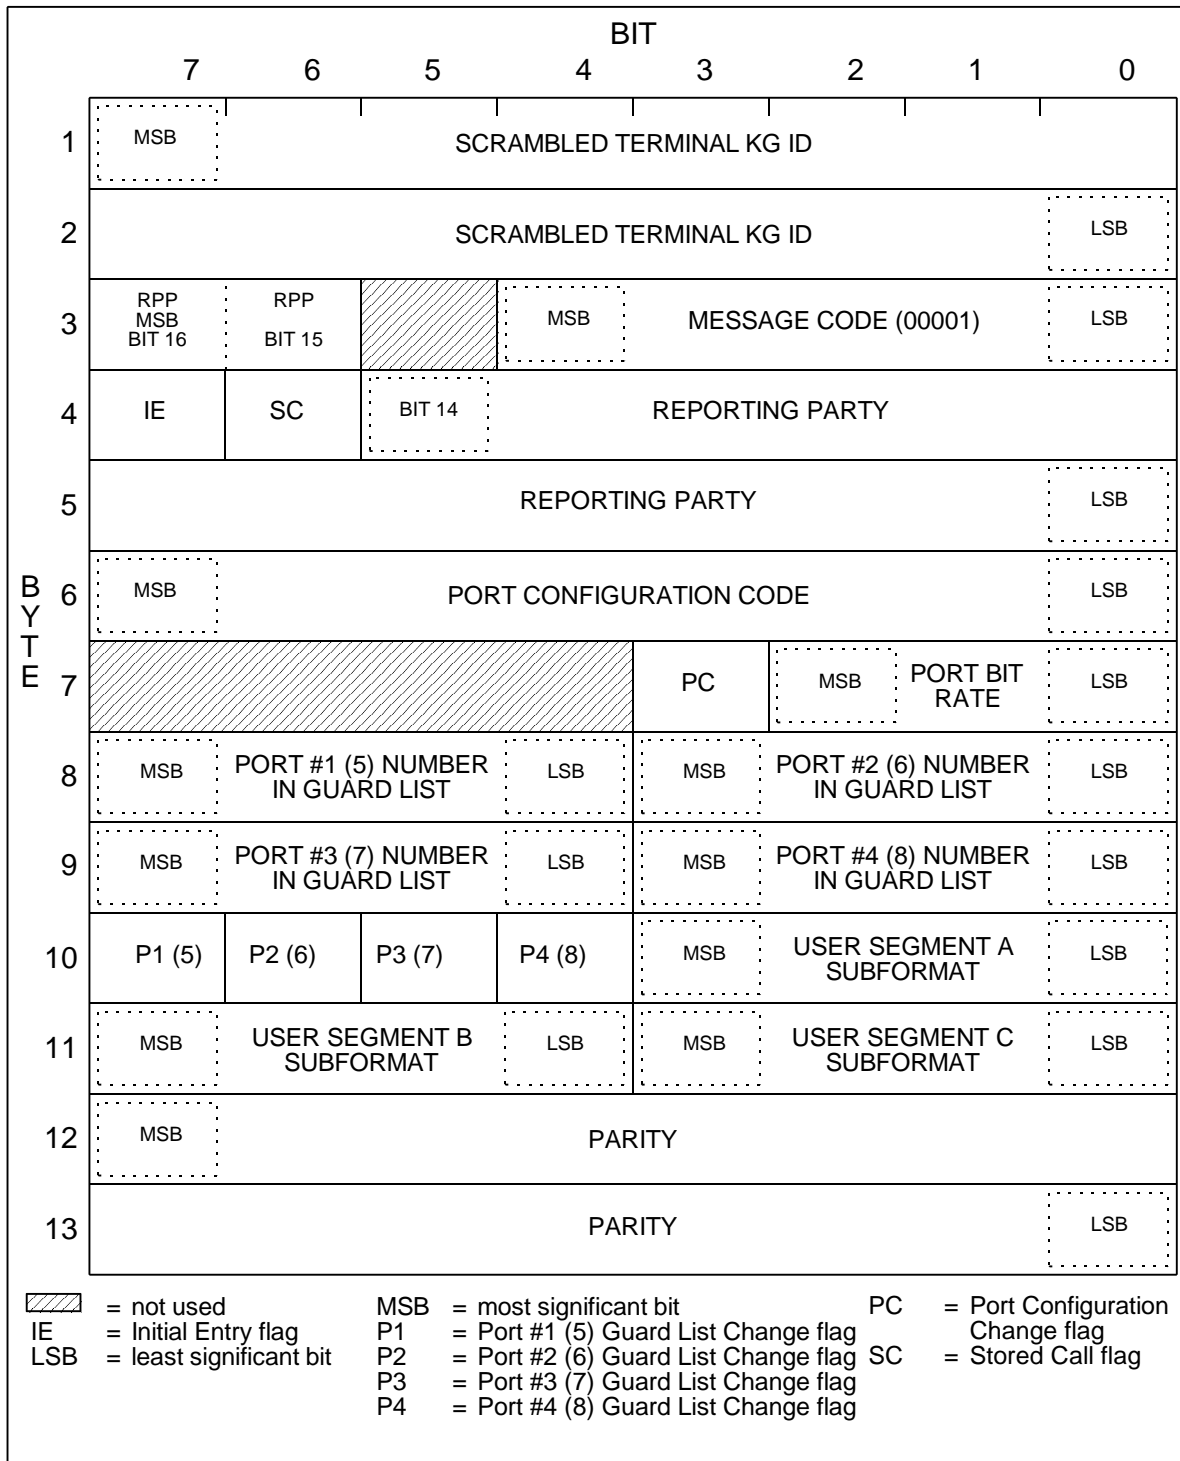 BIT
7 6 5 4 3 2 1 0
BYTE
1 MSB SCRAMBLED TERMINAL KG ID
2 SCRAMBLED TERMINAL KG ID LSB
3 RPP MSB BIT 16 RPP BIT 15 MSB MESSAGE CODE (00001) LSB
4 IE SC BIT 14 REPORTING PARTY
5 REPORTING PARTY LSB
6 MSB PORT CONFIGURATION CODE LSB
7 PC MSB PORT BIT RATE LSB
8 MSB PORT #1 (5) NUMBER IN GUARD LIST LSB MSB PORT #2 (6) NUMBER IN GUARD LIST LSB
9 MSB PORT #3 (7) NUMBER IN GUARD LIST LSB MSB PORT #4 (8) NUMBER IN GUARD LIST LSB
10 P1 (5) P2 (6) P3 (7) P4 (8) MSB USER SEGMENT A SUBFORMAT LSB
11 MSB USER SEGMENT B SUBFORMAT LSB MSB USER SEGMENT C SUBFORMAT LSB
12 MSB PARITY
13 PARITY LSB
= not used
IE = Initial Entry flag
LSB = least significant bit
MSB = most significant bit
P1 = Port #1 (5) Guard List Change flag
P2 = Port #2 (6) Guard List Change flag
P3 = Port #3 (7) Guard List Change flag
P4 = Port #4 (8) Guard List Change flag
PC = Port Configuration
Change flag
SC = Stored Call flag